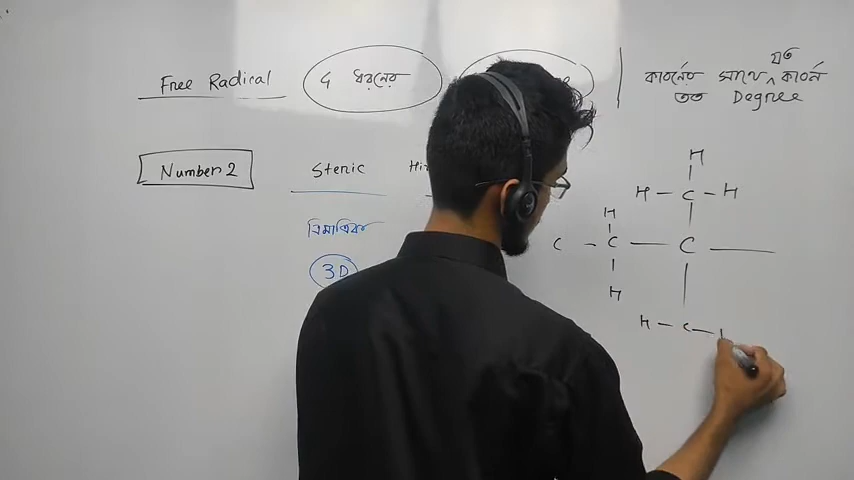 Free Radical
4 ধরনের
কার্বনের সাথে যত কার্বন
তত Degree
Number 2
Steric
ত্রিমাত্রিক
3D
H
H - C - H
H
C - C - C
H
H - C -